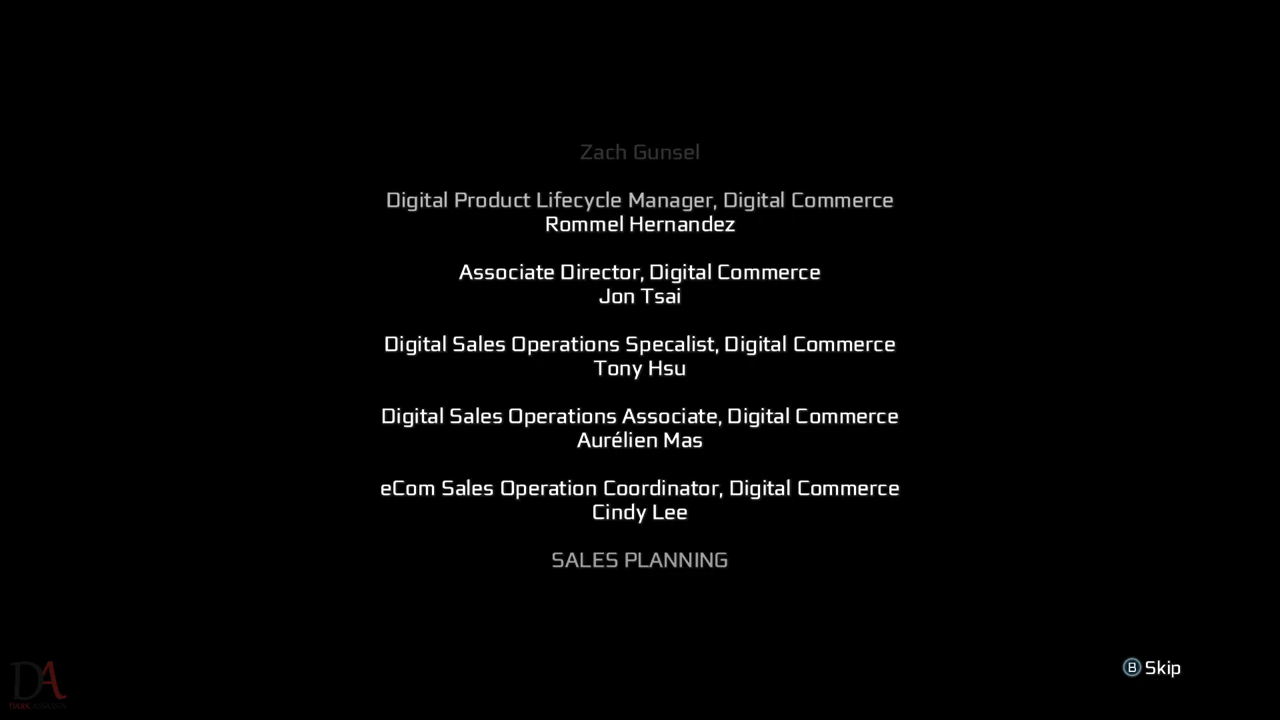 Zach Gunsel
Digital Product Lifecycle Manager, Digital Commerce
Rommel Hernandez
Associate Director, Digital Commerce
Jon Tsai
Digital Sales Operations Specalist, Digital Commerce
Tony Hsu
Digital Sales Operations Associate, Digital Commerce
Aurélien Mas
eCom Sales Operation Coordinator, Digital Commerce
Cindy Lee
SALES PLANNING
B Skip
DA